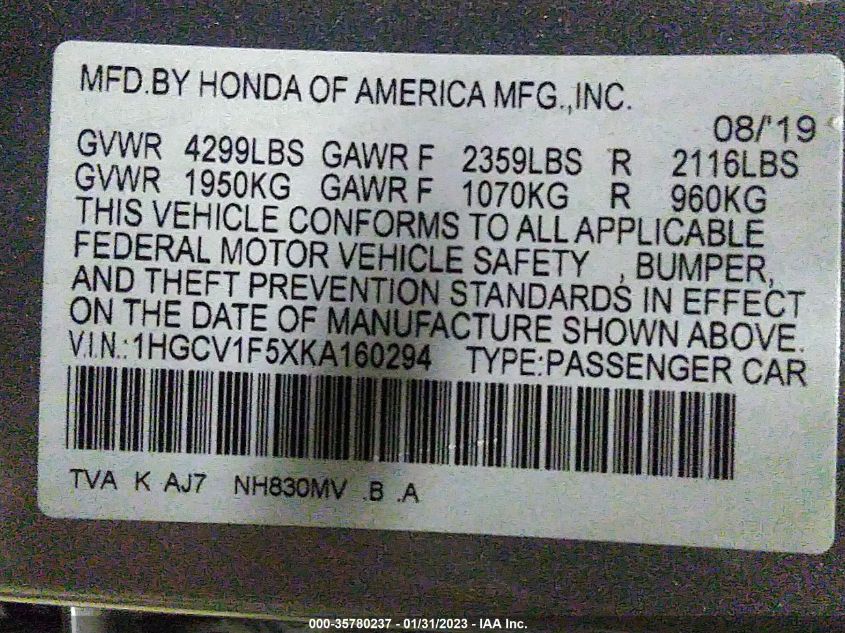 MFD.BY HONDA OF AMERICA MFG.,INC.
08/'19
GVWR 4299LBS GAWR F 2359LBS R 2116LBS
GVWR 1950KG GAWR F 1070KG R 960KG
THIS VEHICLE CONFORMS TO ALL APPLICABLE
FEDERAL MOTOR VEHICLE SAFETY , BUMPER,
AND THEFT PREVENTION STANDARDS IN EFFECT
ON THE DATE OF MANUFACTURE SHOWN ABOVE.
V.I.N.:1HGCV1F5XKA160294 TYPE:PASSENGER CAR
TVA K AJ7 NH830MV .B .A
000-35780237 - 01/31/2023 - IAA Inc.